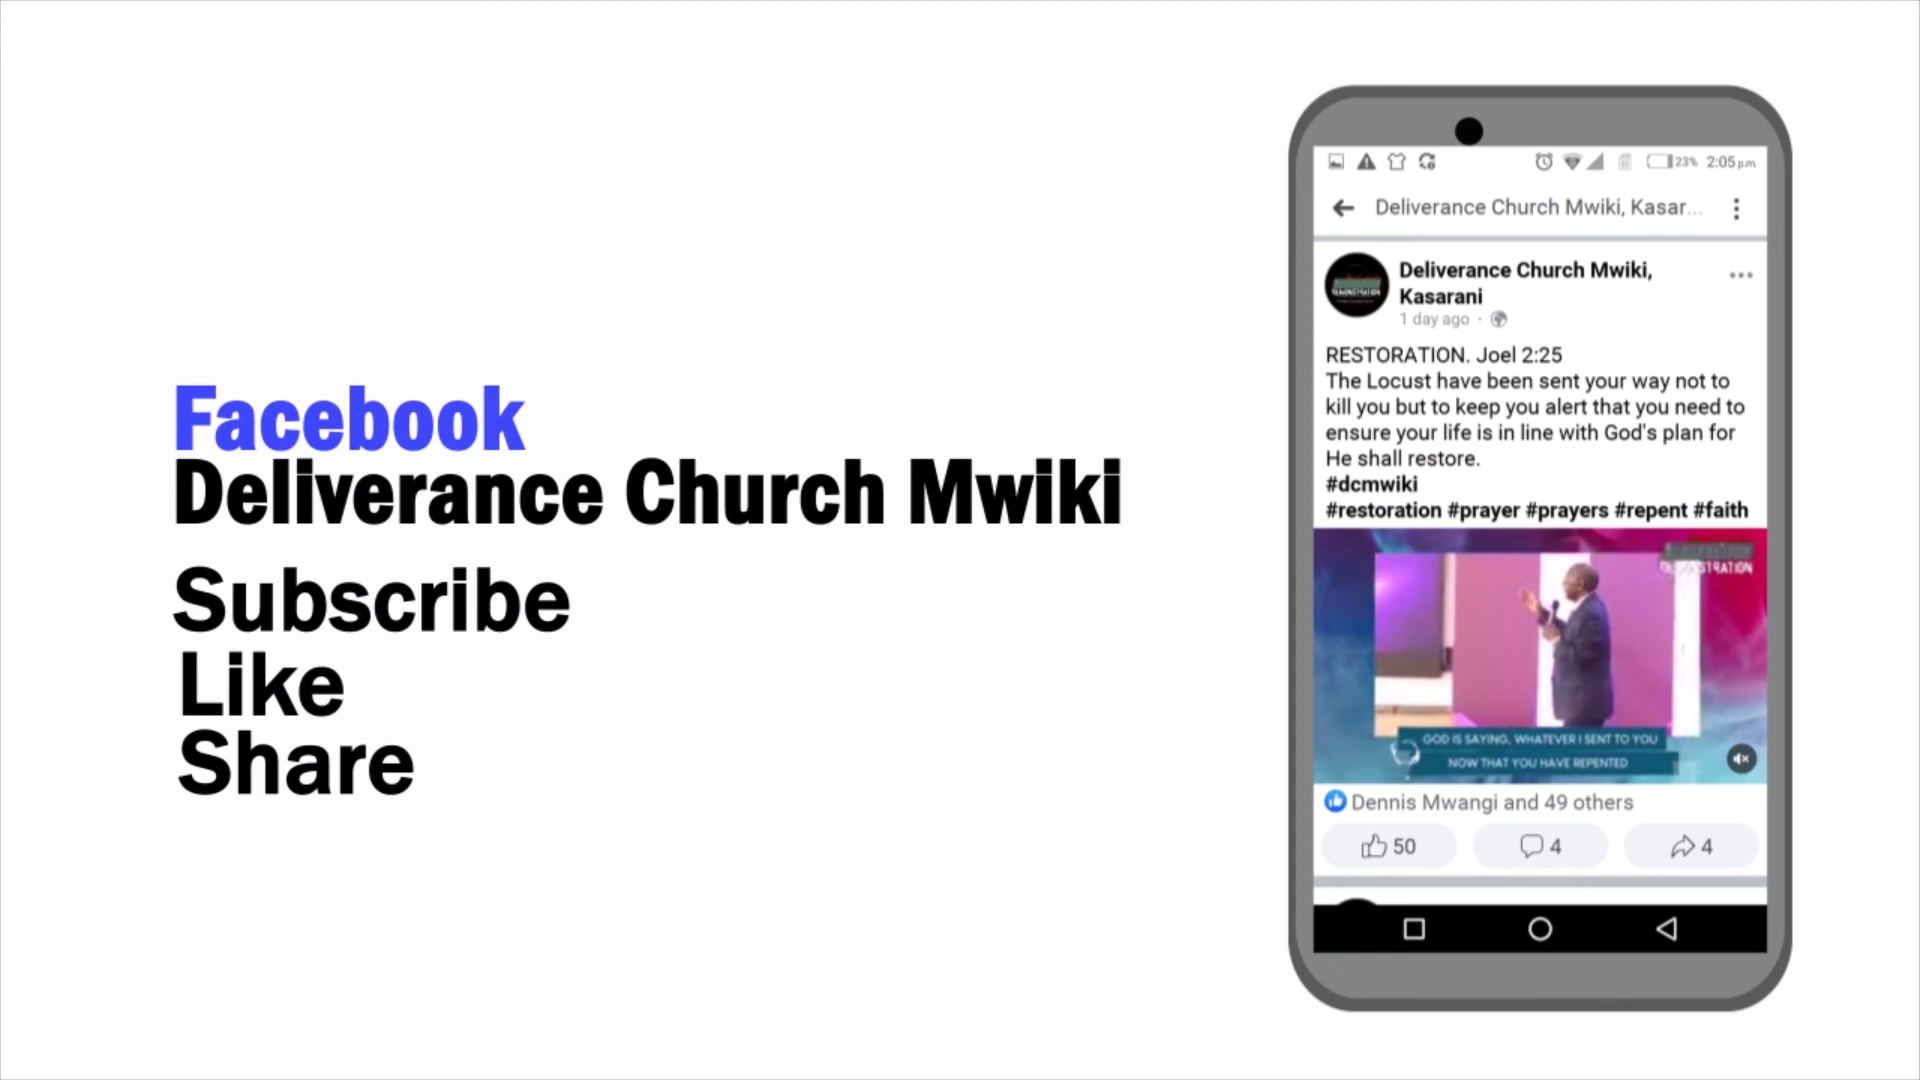 Facebook
Deliverance Church Mwiki
Subscribe
Like
Share
23% 2:05 p.m.
Deliverance Church Mwiki, Kasar...
Deliverance Church Mwiki,
Kasarani
1 day ago
RESTORATION. Joel 2:25
The Locust have been sent your way not to
kill you but to keep you alert that you need to
ensure your life is in line with God's plan for
He shall restore.
#dcmwiki
#restoration #prayer #prayers #repent #faith
GOD IS SAYING, WHATEVER I SENT TO YOU
NOW THAT YOU HAVE REPENTED
Dennis Mwangi and 49 others
50 4 4